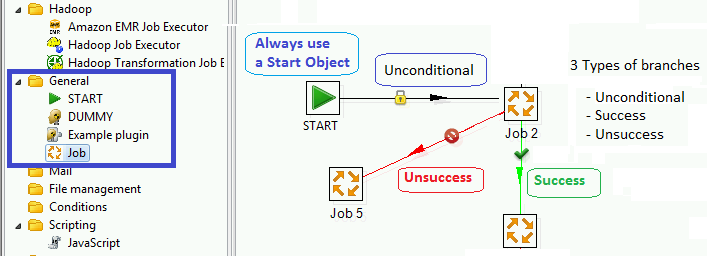 Hadoop
Amazon EMR Job Executor
Hadoop Job Executor
Hadoop Transformation Job E
General
START
DUMMY
Example plugin
Job
Mail
File management
Conditions
Scripting
JavaScript
Always use
a Start Object
Unconditional
START
Job 2
Unsuccess
Success
Job 5
3 Types of branches
- Unconditional
- Success
- Unsuccess